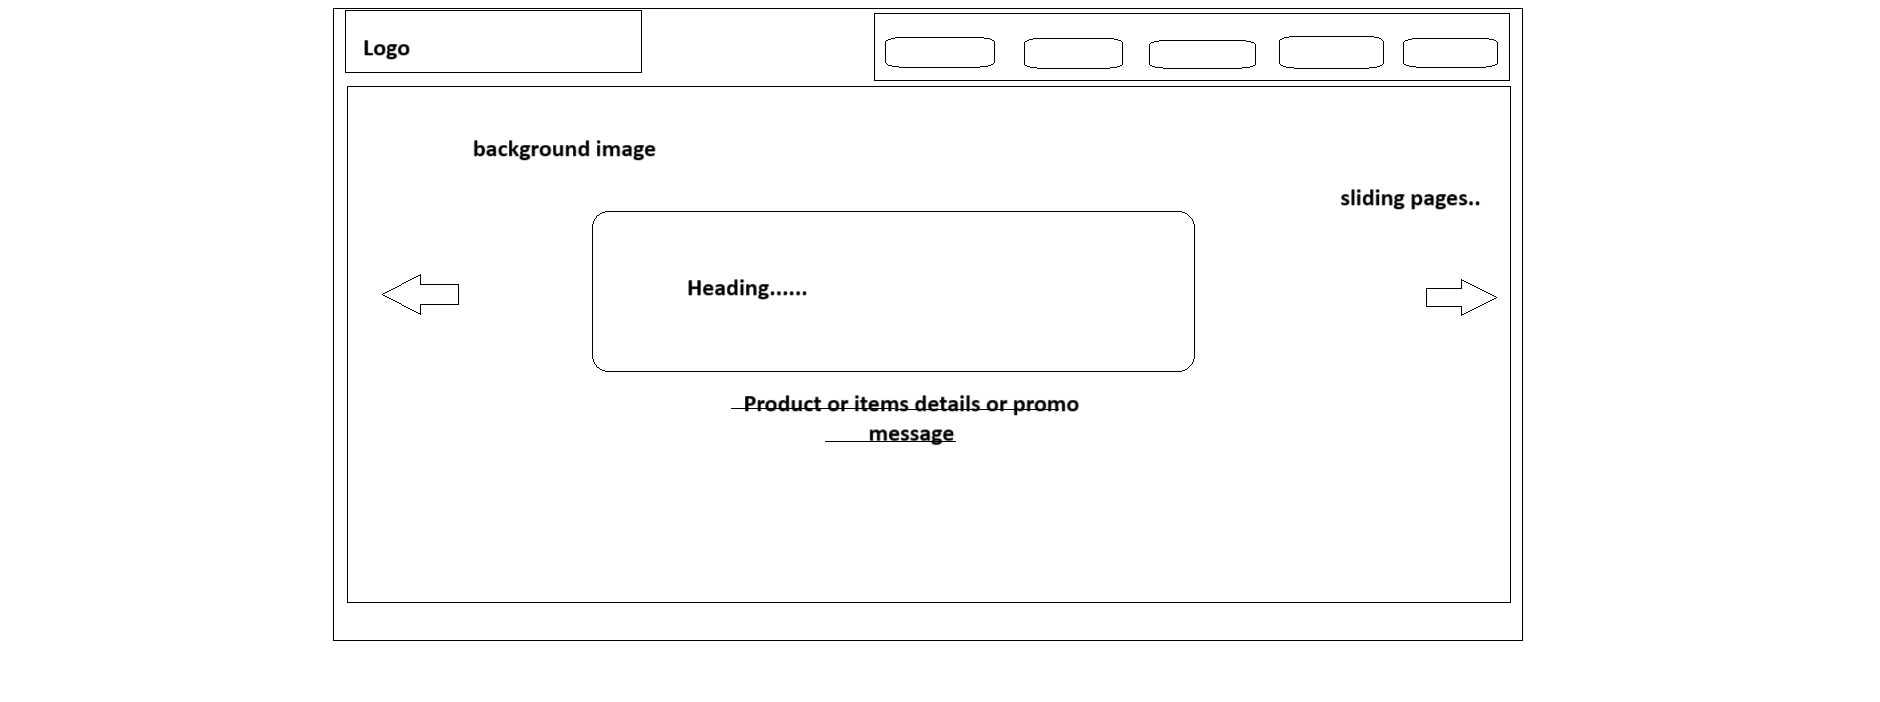 Logo
background image
sliding pages..
Heading......
Product or items details or promo
message